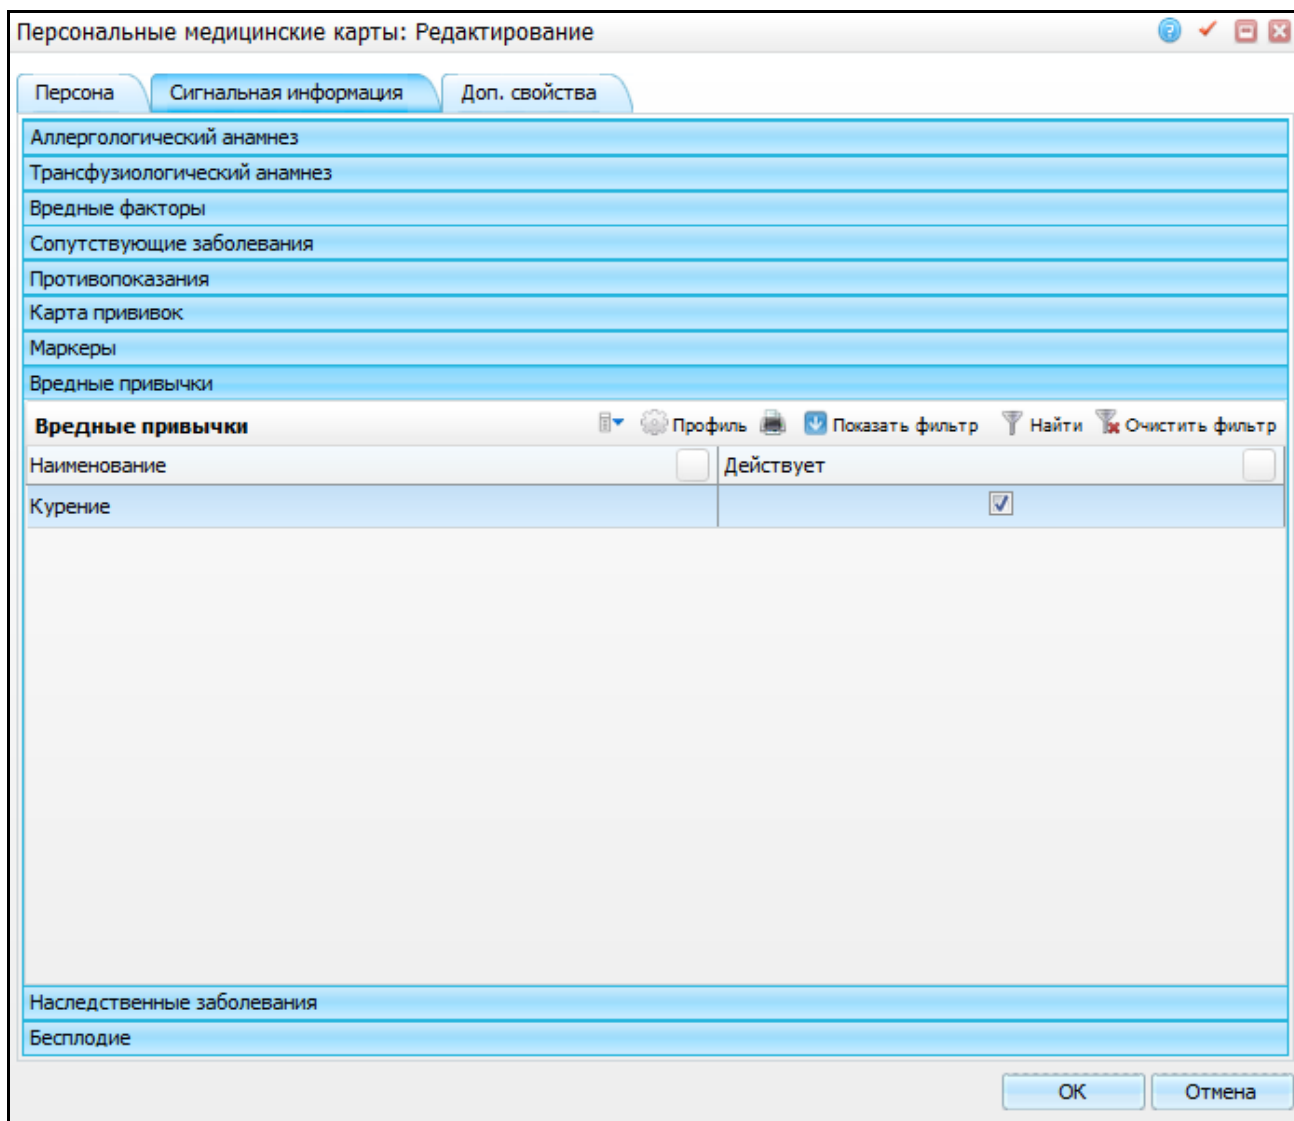 Персональные медицинские карты: Редактирование
Персона Сигнальная информация Доп. свойства
Аллергологический анамнез
Трансфузиологический анамнез
Вредные факторы
Сопутствующие заболевания
Противопоказания
Карта прививок
Маркеры
Вредные привычки
Вредные привычки Профиль Показать фильтр Найти Очистить фильтр
Наименование Действует
Курение
Наследственные заболевания
Бесплодие
ОК Отмена